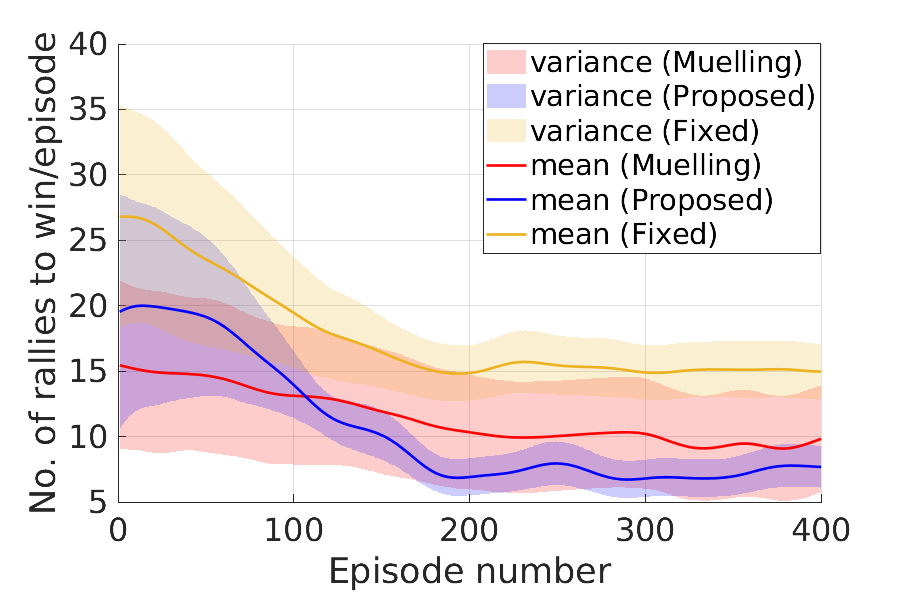 No. of rallies to win/episode
40
35
30
25
20
15
10
5
0
100
200
300
400
Episode number
variance (Muelling)
variance (Proposed)
variance (Fixed)
mean (Muelling)
mean (Proposed)
mean (Fixed)